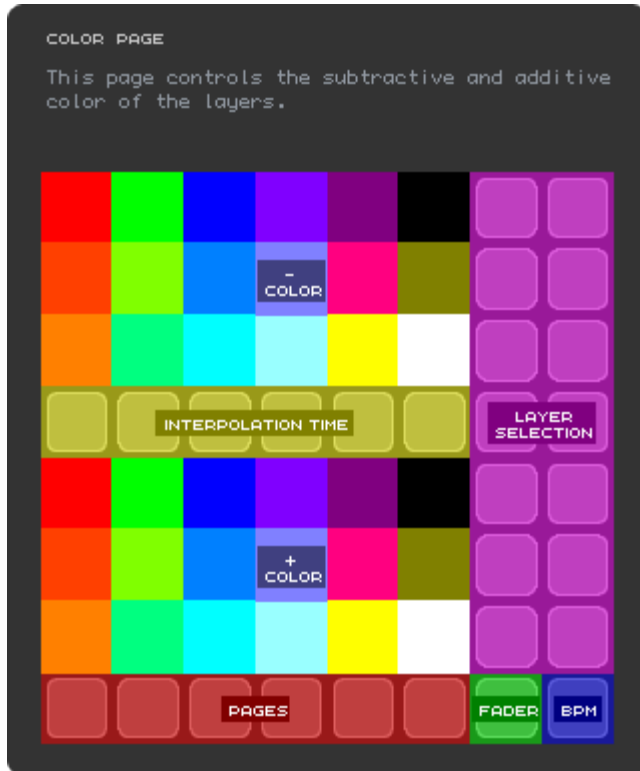 COLOR PAGE
This page controls the subtractive and additive
color of the layers.
-
COLOR
INTERPOLATION TIME
LAYER
SELECTION
+
COLOR
PAGES
FADER
BPM